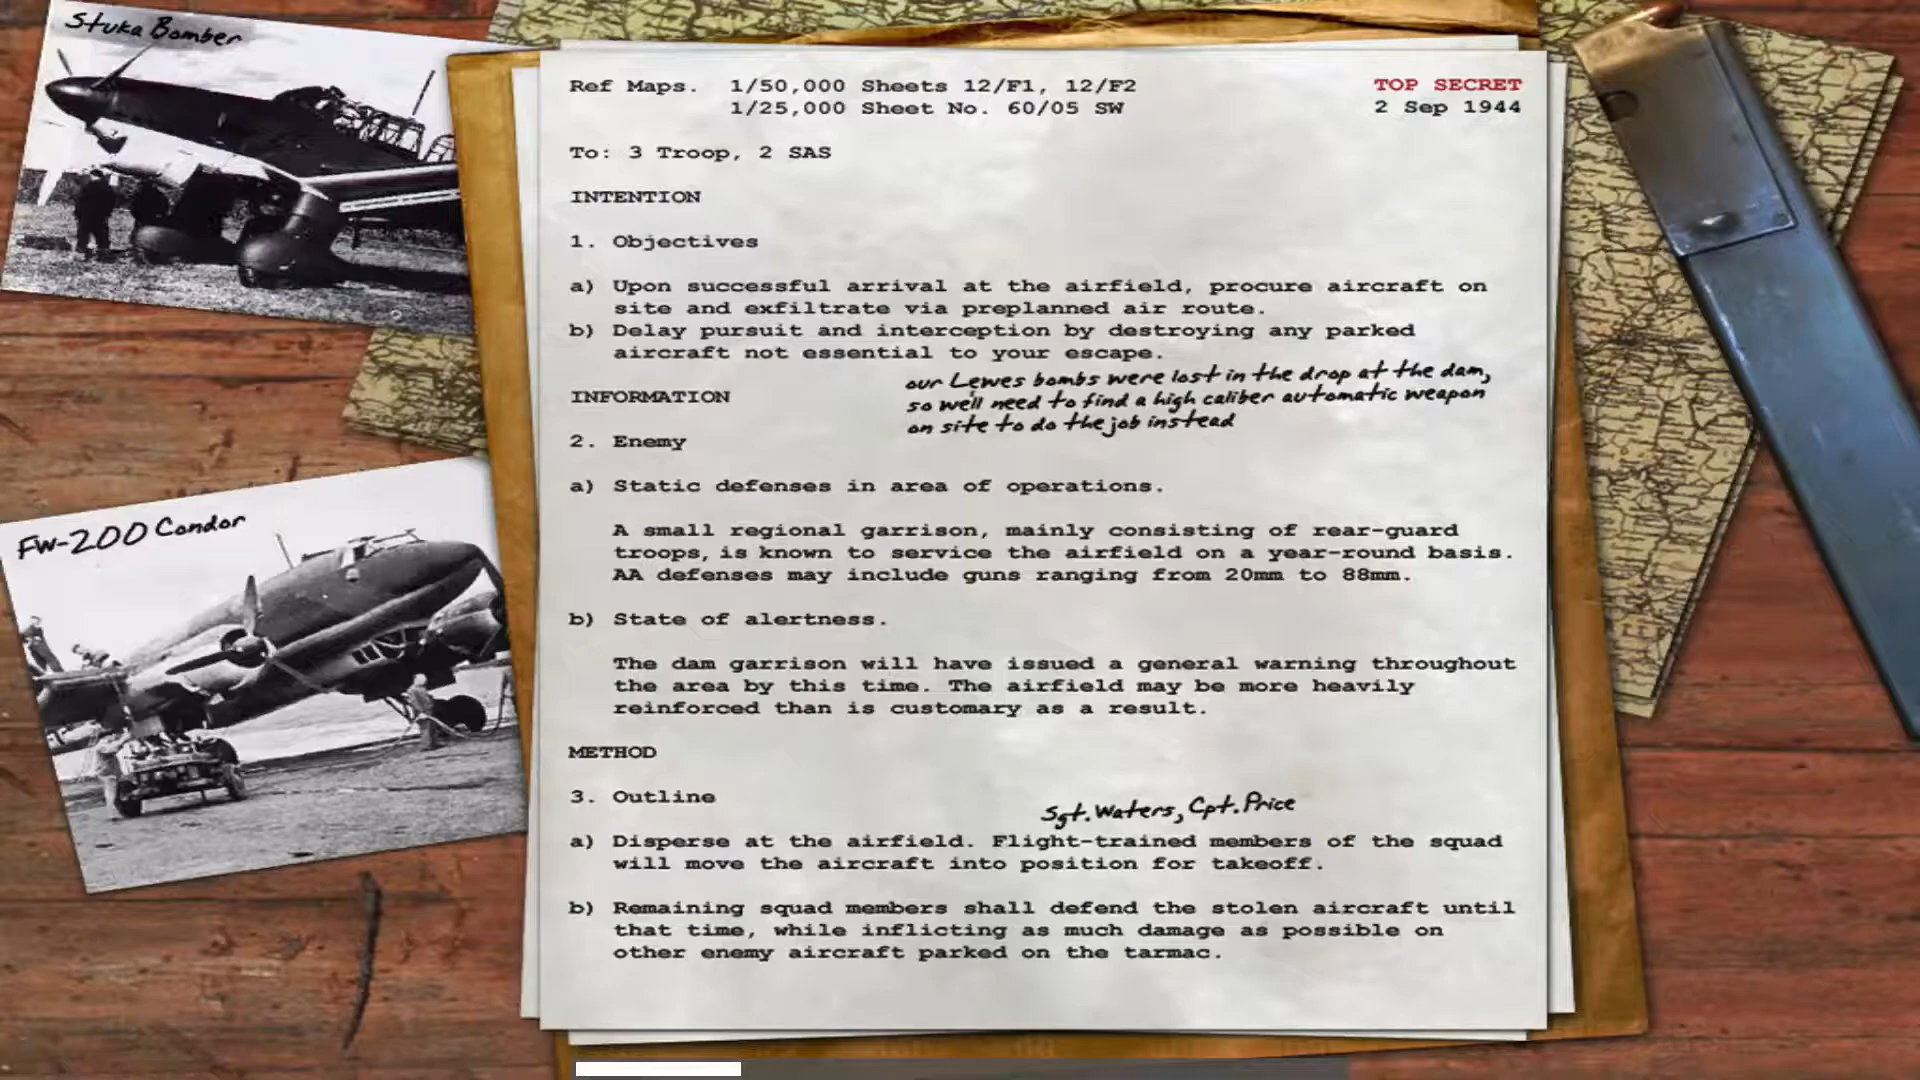 Stuka Bomber
Ref Maps. 1/50,000 Sheets 12/F1, 12/F2
1/25,000 Sheet No. 60/05 SW
TOP SECRET
2 Sep 1944
To: 3 Troop, 2 SAS
INTENTION
1. Objectives
a) Upon successful arrival at the airfield, procure aircraft on
site and exfiltrate via preplanned air route.
b) Delay pursuit and interception by destroying any parked
aircraft not essential to your escape.
our Lewes bombs were lost in the drop at the dam,
so we'll need to find a high caliber automatic weapon
on site to do the job instead
INFORMATION
2. Enemy
a) Static defenses in area of operations.
FW-200 Condor
A small regional garrison, mainly consisting of rear-guard
troops, is known to service the airfield on a year-round basis.
AA defenses may include guns ranging from 20mm to 88mm.
b) State of alertness.
The dam garrison will have issued a general warning throughout
the area by this time. The airfield may be more heavily
reinforced than is customary as a result.
METHOD
3. Outline
Sgt. Waters, Cpt. Price
a) Disperse at the airfield. Flight-trained members of the squad
will move the aircraft into position for takeoff.
b) Remaining squad members shall defend the stolen aircraft until
that time, while inflicting as much damage as possible on
other enemy aircraft parked on the tarmac.